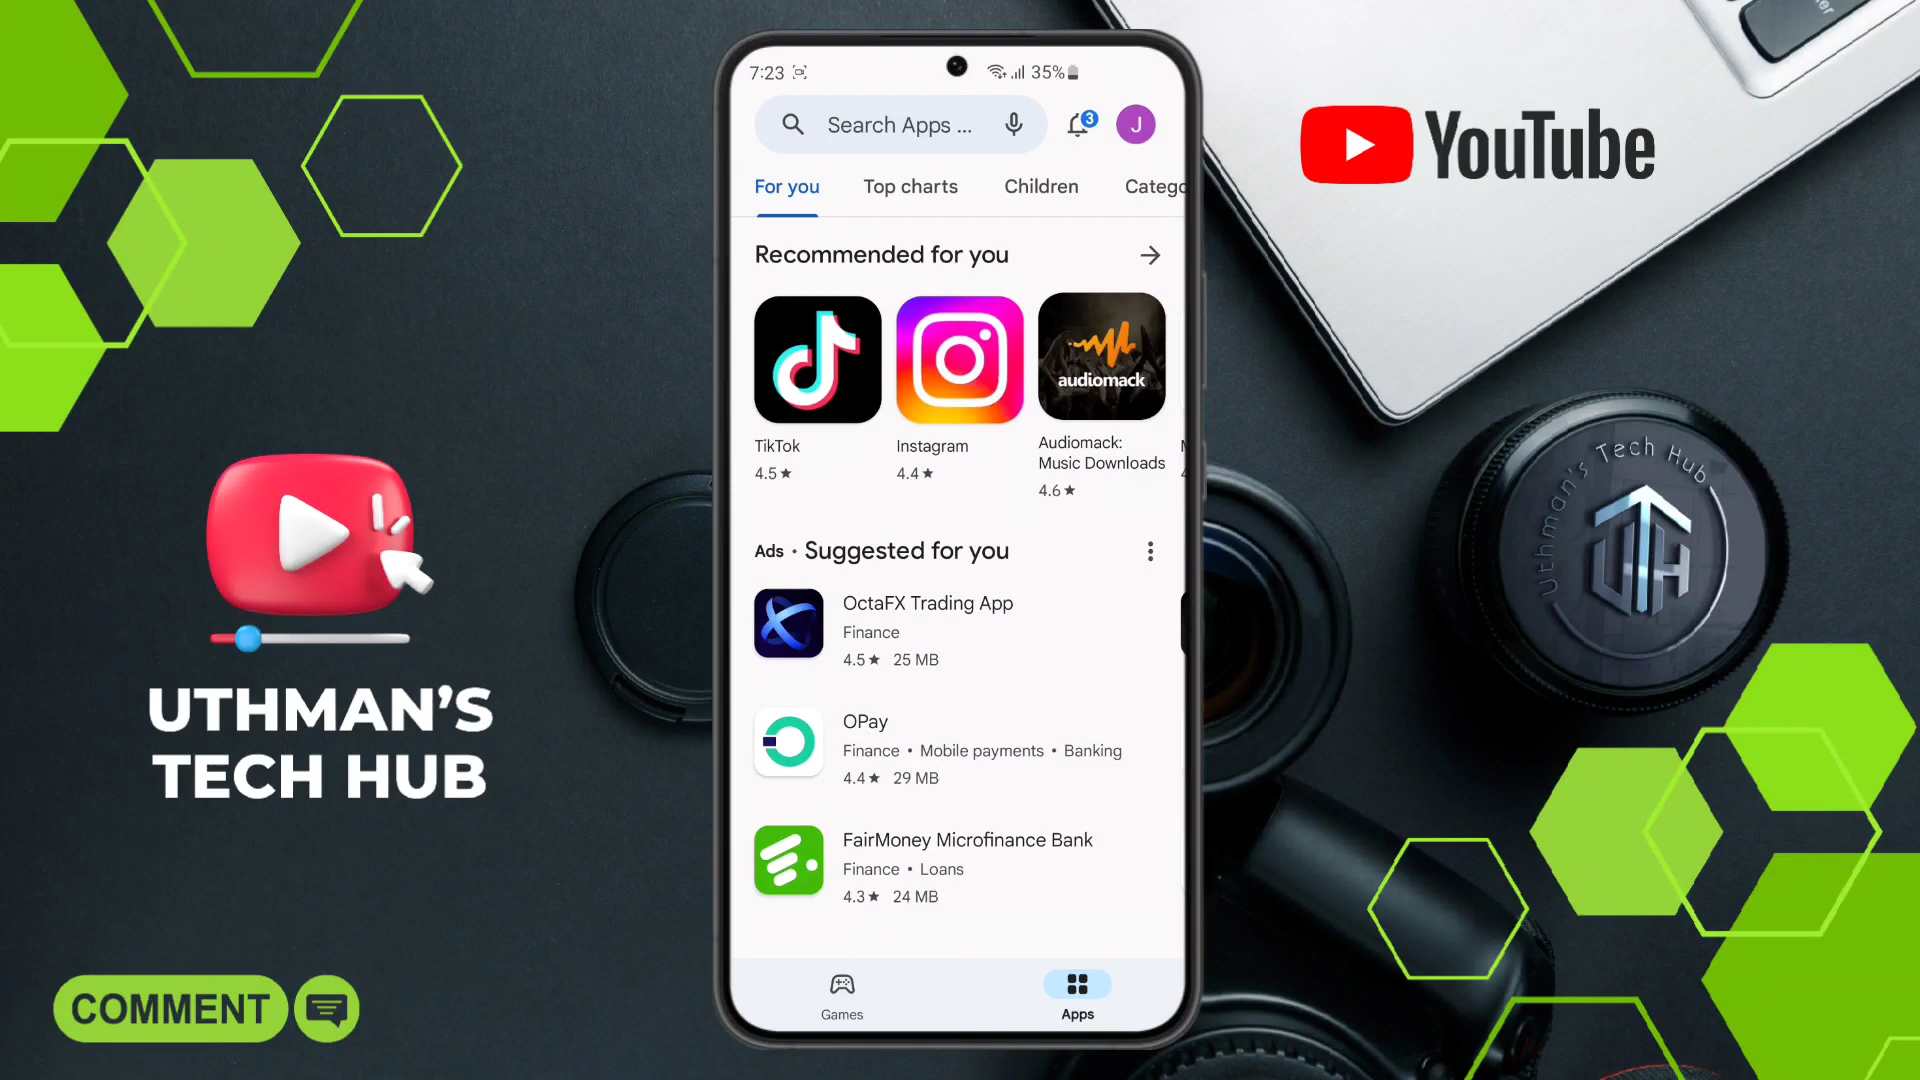 7:23
35%
Search Apps ...
3
J
For you
Top charts
Children
Catego
Recommended for you
audiomack
TikTok
4.5★
Instagram
4.4★
Audiomack:
Music Downloads
4.6★
Ads • Suggested for you
OctaFX Trading App
Finance
4.5★ 25 MB
OPay
Finance • Mobile payments • Banking
4.4★ 29 MB
FairMoney Microfinance Bank
Finance • Loans
4.3★ 24 MB
Games
Apps
YouTube
Uthman's Tech Hub
UTH
UTHMAN'S
TECH HUB
COMMENT